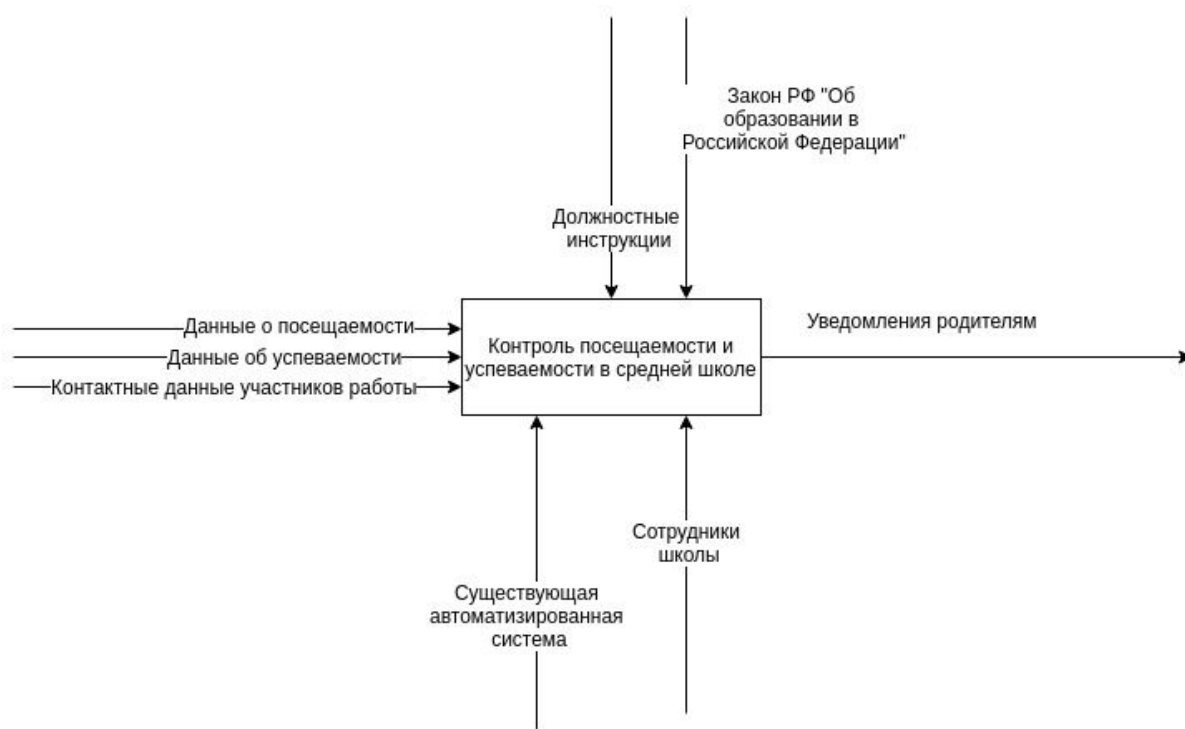 Закон РФ "Об
образовании в
Российской Федерации"
Должностные
инструкции
Данные о посещаемости
Данные об успеваемости
Контактные данные участников работы
Контроль посещаемости и
успеваемости в средней школе
Уведомления родителям
Сотрудники
школы
Существующая
автоматизированная
система